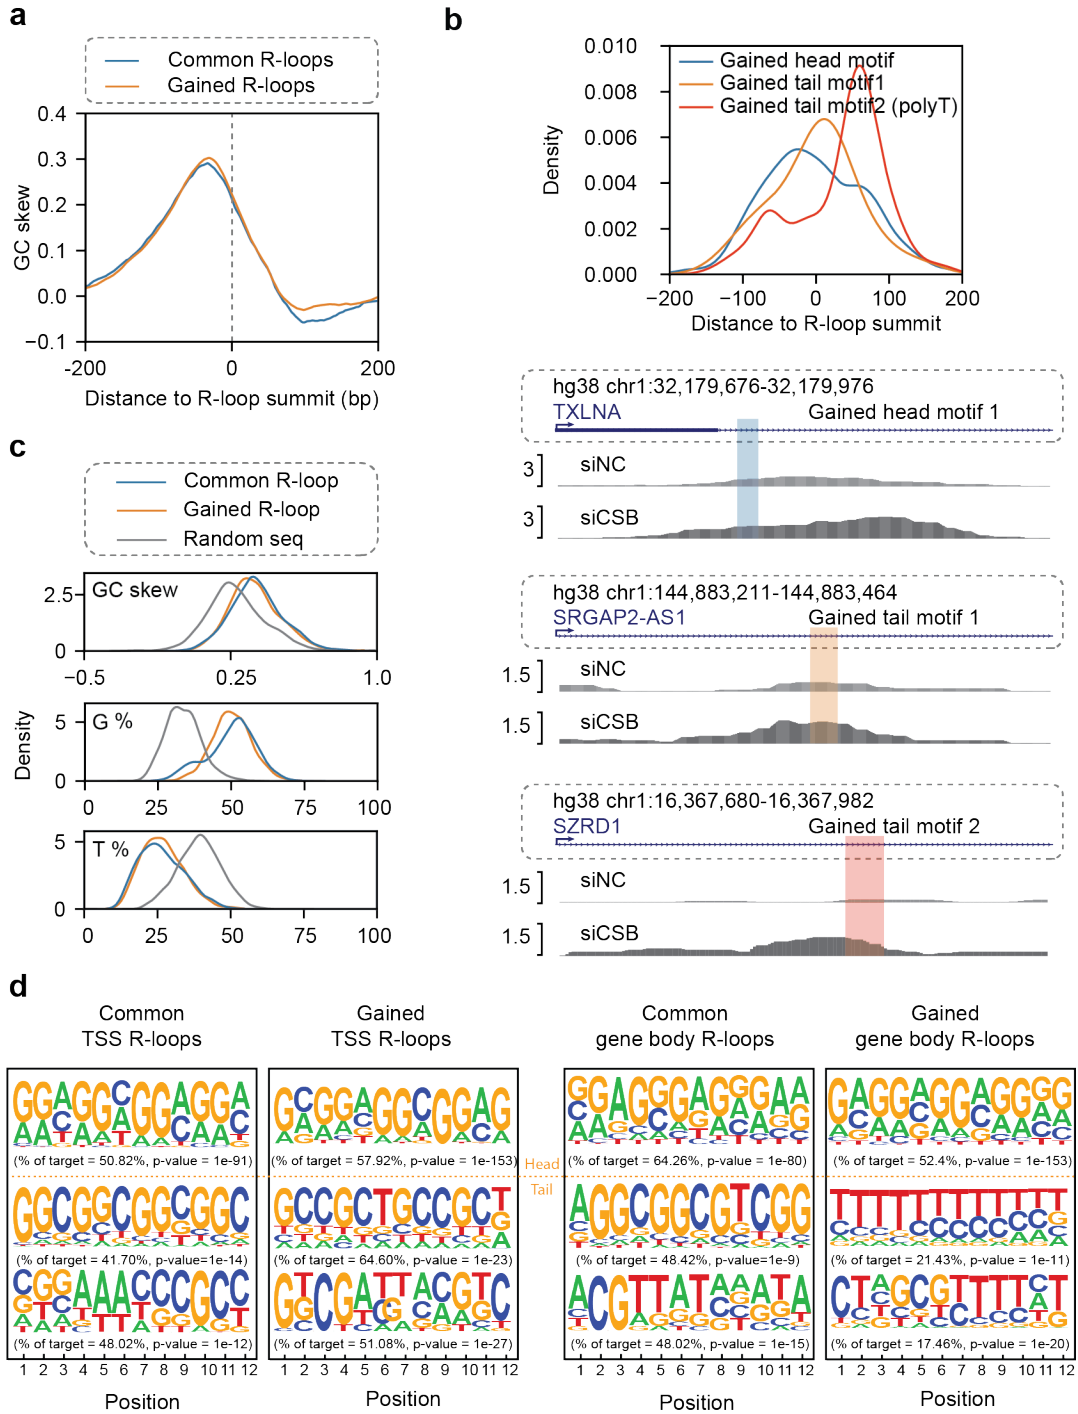 a
Common R-loops
Gained R-loops
0.4
0.3
0.2
0.1
0.0
−0.1
GC skew
-200
0
200
Distance to R-loop summit (bp)
b
0.010
0.008
0.006
0.004
0.002
0.000
Density
Gained head motif
Gained tail motif1
Gained tail motif2 (polyT)
−200
−100
0
100
200
Distance to R-loop summit
hg38 chr1:32,179,676-32,179,976
TXLNA
Gained head motif 1
3
siNC
3
siCSB
hg38 chr1:144,883,211-144,883,464
SRGAP2-AS1
Gained tail motif 1
1.5
siNC
1.5
siCSB
hg38 chr1:16,367,680-16,367,982
SZRD1
Gained tail motif 2
1.5
siNC
1.5
siCSB
c
Common R-loop
Gained R-loop
Random seq
GC skew
2.5
0
−0.5
0.25
1.0
G %
5
0
0
25
50
75
100
Density
T %
5
0
0
25
50
75
100
d
Common
TSS R-loops
Gained
TSS R-loops
Common
gene body R-loops
Gained
gene body R-loops
(% of target = 50.82%, p-value = 1e-91)
(% of target = 57.92%, p-value = 1e-153)
Head
(% of target = 64.26%, p-value = 1e-80)
(% of target = 52.4%, p-value = 1e-153)
Tail
(% of target = 41.70%, p-value=1e-14)
(% of target = 64.60%, p-value = 1e-23)
(% of target = 48.42%, p-value=1e-9)
(% of target = 21.43%, p-value = 1e-11)
(% of target = 48.02%, p-value = 1e-12)
(% of target = 51.08%, p-value = 1e-27)
(% of target = 48.02%, p-value = 1e-15)
(% of target = 17.46%, p-value = 1e-20)
1 2 3 4 5 6 7 8 9 10 11 12
1 2 3 4 5 6 7 8 9 10 11 12
1 2 3 4 5 6 7 8 9 10 11 12
1 2 3 4 5 6 7 8 9 10 11 12
Position
Position
Position
Position